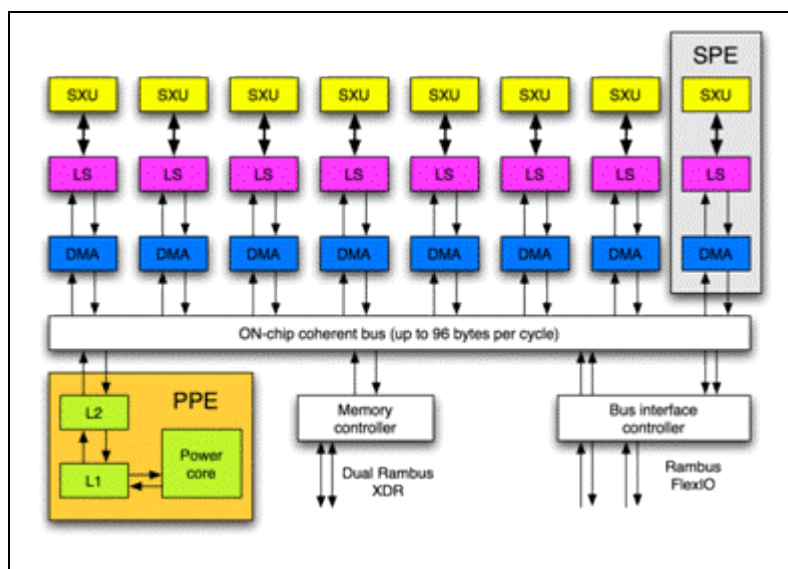 SPE
SXU SXU SXU SXU SXU SXU SXU SXU
LS LS LS LS LS LS LS LS
DMA DMA DMA DMA DMA DMA DMA DMA
ON-chip coherent bus (up to 96 bytes per cycle)
PPE
L2
L1
Power
core
Memory
controller
Dual Rambus
XDR
Bus interface
controller
Rambus
FlexIO